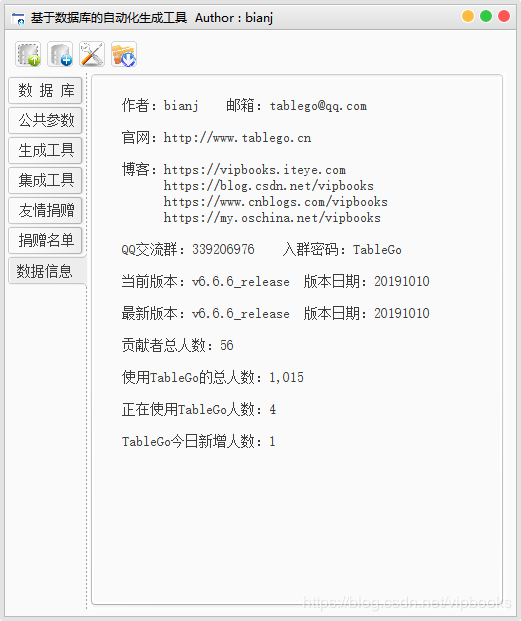 基于数据库的自动化生成工具 Author : bianj
数 据 库
公共参数
生成工具
集成工具
友情捐赠
捐赠名单
数据信息
作者: bianj 邮箱: tablego@qq.com
官网: http://www.tablego.cn
博客: https://vipbooks.iteye.com
https://blog.csdn.net/vipbooks
https://www.cnblogs.com/vipbooks
https://my.oschina.net/vipbooks
QQ交流群: 339206976 入群密码: TableGo
当前版本: v6.6.6_release 版本日期: 20191010
最新版本: v6.6.6_release 版本日期: 20191010
贡献者总人数: 56
使用TableGo的总人数: 1,015
正在使用TableGo人数: 4
TableGo今日新增人数: 1
https://blog.csdn.net/vipbooks